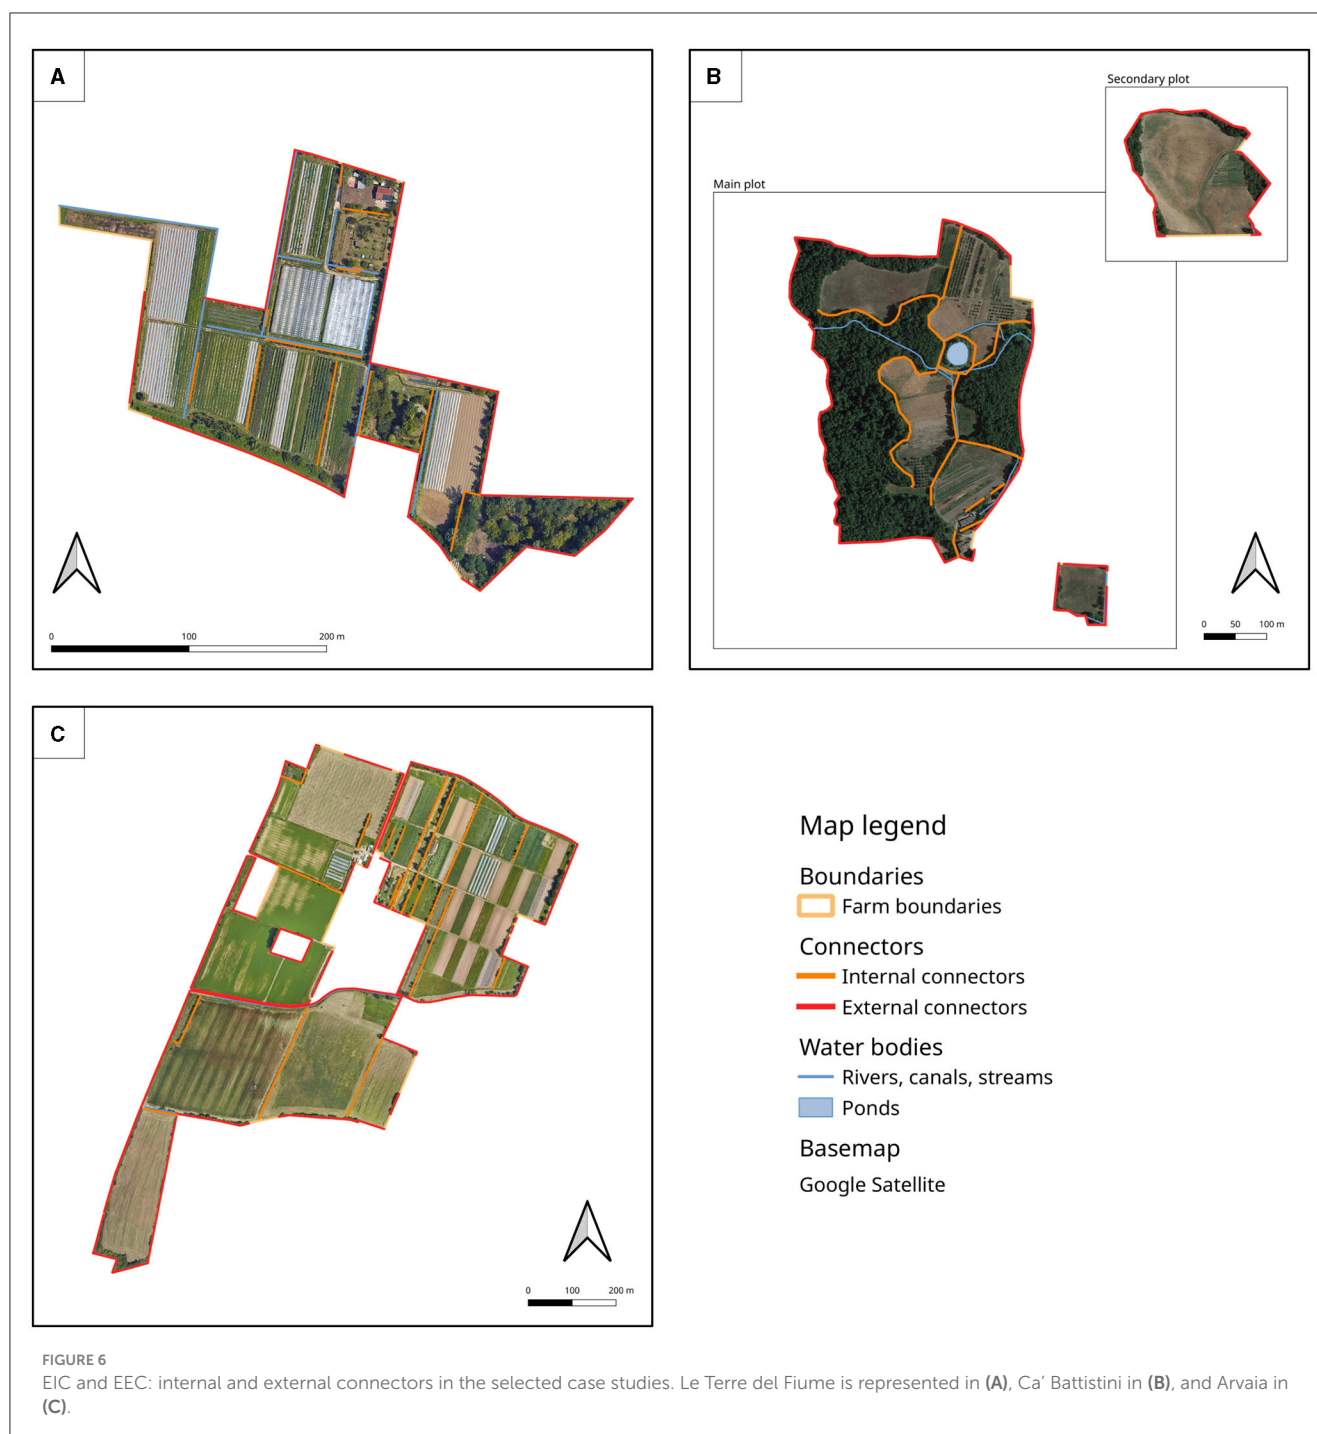 A
0 100 200 m
B
Secondary plot
Main plot
0 50 100 m
C
0 100 200 m
Map legend
Boundaries
Farm boundaries
Connectors
Internal connectors
External connectors
Water bodies
Rivers, canals, streams
Ponds
Basemap
Google Satellite
FIGURE 6
EIC and EEC: internal and external connectors in the selected case studies. Le Terre del Fiume is represented in (A), Ca’ Battistini in (B), and Arvaia in
(C).